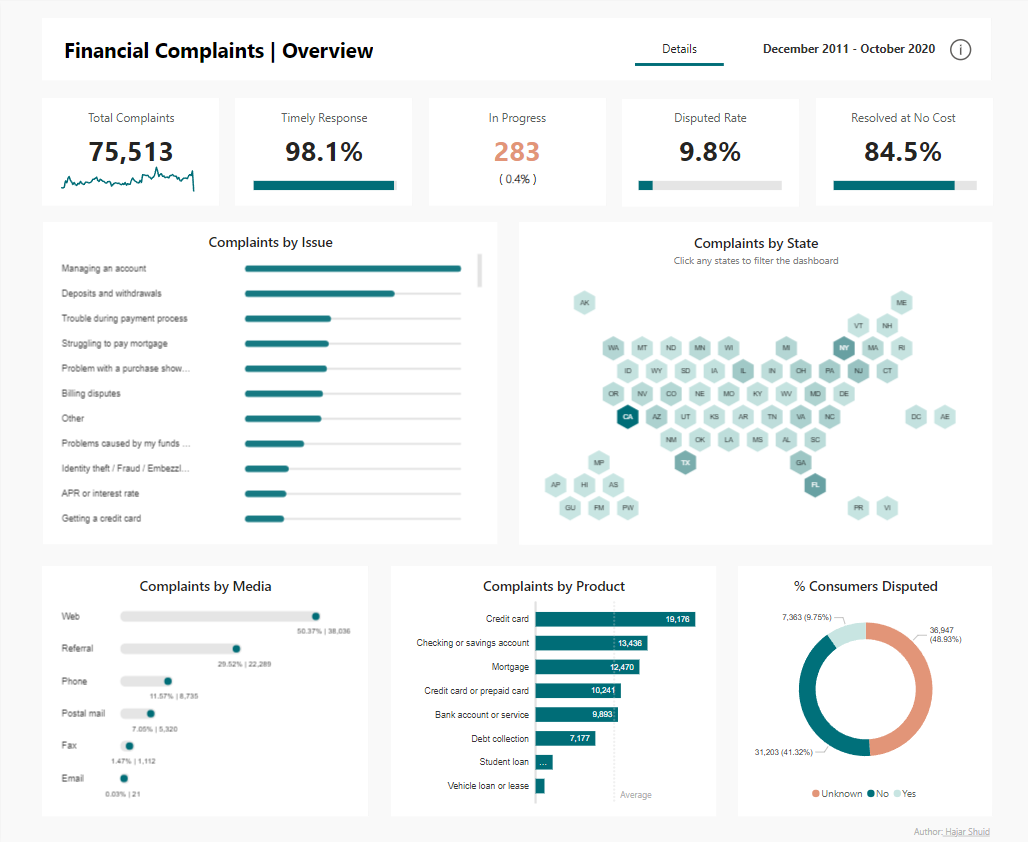 Financial Complaints | Overview
Details
December 2011 - October 2020
i
Total Complaints
75,513
Timely Response
98.1%
In Progress
283
( 0.4% )
Disputed Rate
9.8%
Resolved at No Cost
84.5%
Complaints by Issue
Managing an account
Deposits and withdrawals
Trouble during payment process
Struggling to pay mortgage
Problem with a purchase show...
Billing disputes
Other
Problems caused by my funds ...
Identity theft / Fraud / Embezzl...
APR or interest rate
Getting a credit card
Complaints by State
Click any states to filter the dashboard
AK ME
VT NH
WA MT ND MN WI MI NY MA RI
ID WY SD IA IL IN OH PA NJ CT
OR NV CO NE MO KY WV MD DE
CA AZ UT KS AR TN VA NC DC AE
NM OK LA MS AL SC
MP TX GA
AP HI AS FL
GU FM PW PR VI
Complaints by Media
Web
50.37% | 38,036
Referral
29.52% | 22,289
Phone
11.57% | 8,735
Postal mail
7.05% | 5,320
Fax
1.47% | 1,112
Email
0.03% | 21
Complaints by Product
Credit card 19,176
Checking or savings account 13,436
Mortgage 12,470
Credit card or prepaid card 10,241
Bank account or service 9,893
Debt collection 7,177
Student loan ...
Vehicle loan or lease
Average
% Consumers Disputed
7,363 (9.75%)
36,947
(48.93%)
31,203 (41.32%)
Unknown No Yes
Author: Hajar Shuid